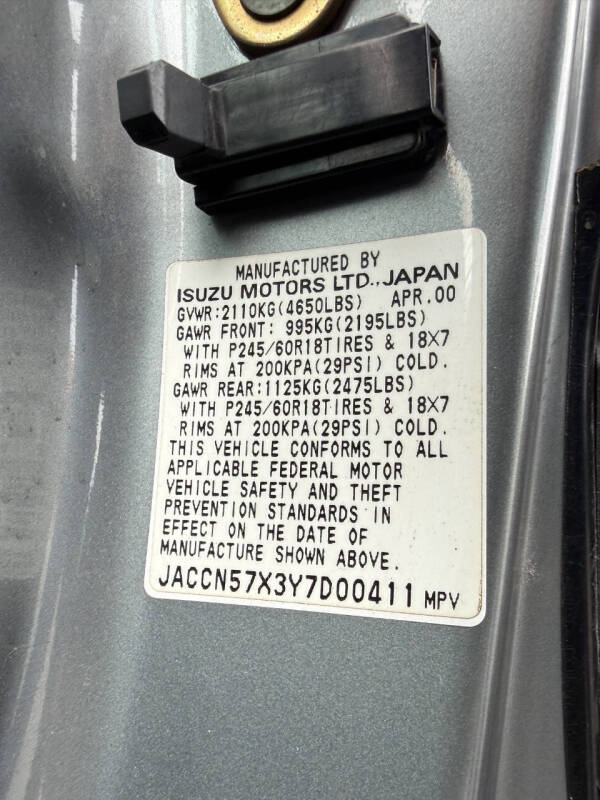 MANUFACTURED BY
ISUZU MOTORS LTD., JAPAN
GVWR:2110KG(4650LBS) APR.00
GAWR FRONT: 995KG(2195LBS)
WITH P245/60R18TIRES & 18X7
RIMS AT 200KPA(29PSI) COLD.
GAWR REAR:1125KG(2475LBS)
WITH P245/60R18TIRES & 18X7
RIMS AT 200KPA(29PSI) COLD.
THIS VEHICLE CONFORMS TO ALL
APPLICABLE FEDERAL MOTOR
VEHICLE SAFETY AND THEFT
PREVENTION STANDARDS IN
EFFECT ON THE DATE OF
MANUFACTURE SHOWN ABOVE.
JACCN57X3Y7D00411 MPV